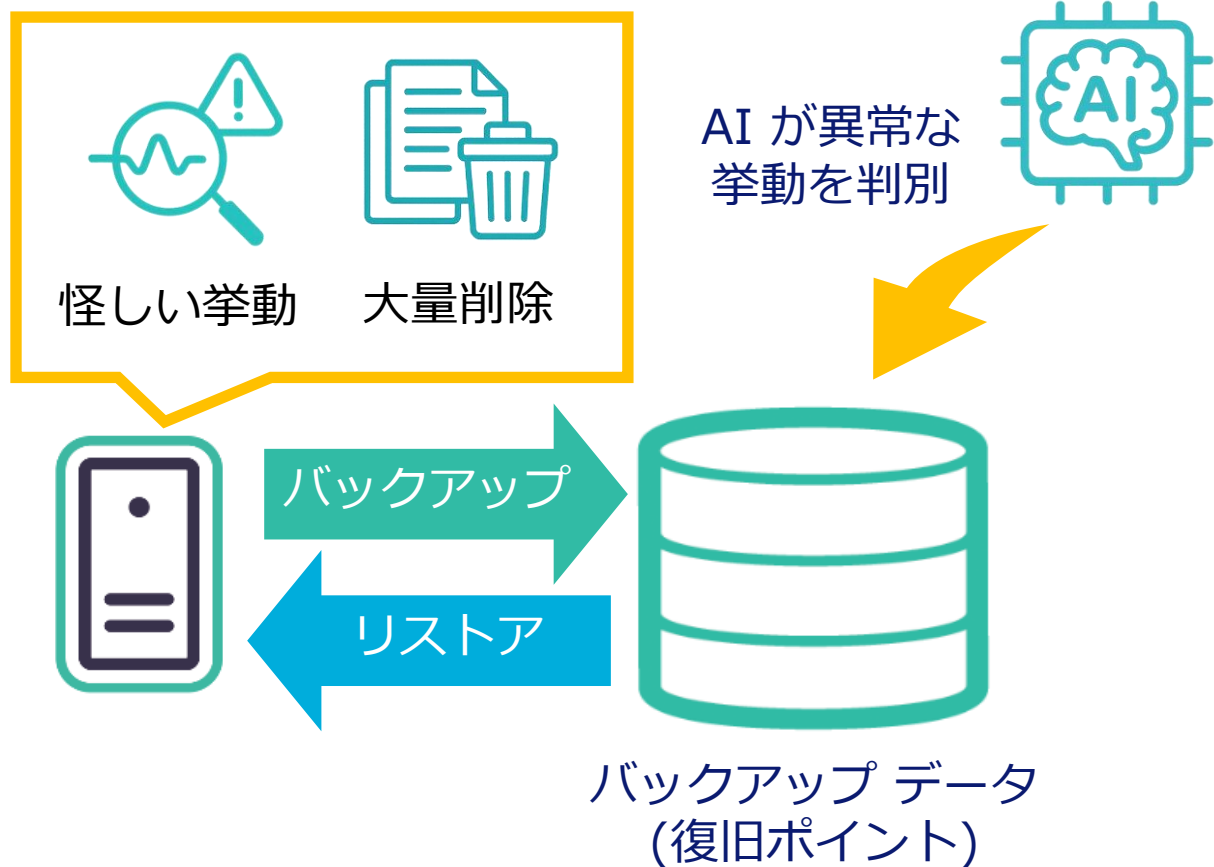 AI
AI が異常な
挙動を判別
怪しい挙動
大量削除
バックアップ
リストア
バックアップ データ
(復旧ポイント)